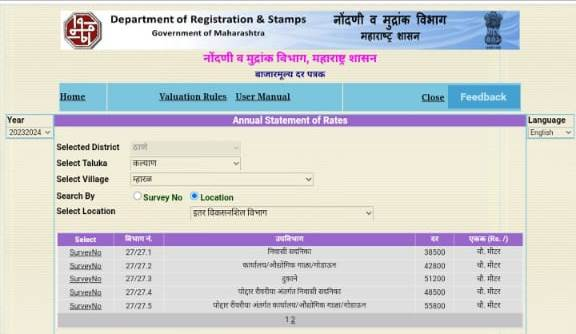 Department of Registration & Stamps
Government of Maharashtra
नोंदणी व मुद्रांक विभाग
महाराष्ट्र शासन
नोंदणी व मुद्रांक विभाग, महाराष्ट्र शासन
बाजारमूल्य दर पत्रक
Home Valuation Rules User Manual Close Feedback
Year Annual Statement of Rates Language
20232024 English
Selected District ठाणे
Select Taluka कल्याण
Select Village म्हारळ
Search By Survey No Location
Select Location इतर विकसनशिल विभाग
Select विभाग नं. उपविभाग दर एकक (Rs. /)
SurveyNo 27/27.1 निवासी सदनिका 38500 चौ. मीटर
SurveyNo 27/27.2 कार्यालय/औद्योगिक गाळा/गोडाऊन 42800 चौ. मीटर
SurveyNo 27/27.3 दुकाने 51200 चौ. मीटर
SurveyNo 27/27.4 पोद्दार रीवरीया अंतर्गत निवासी सदनिका 48500 चौ. मीटर
SurveyNo 27/27.5 पोद्दार रीवरीया अंतर्गत कार्यालय/औद्योगिक गाळा/गोडाऊन 55800 चौ. मीटर
1 2